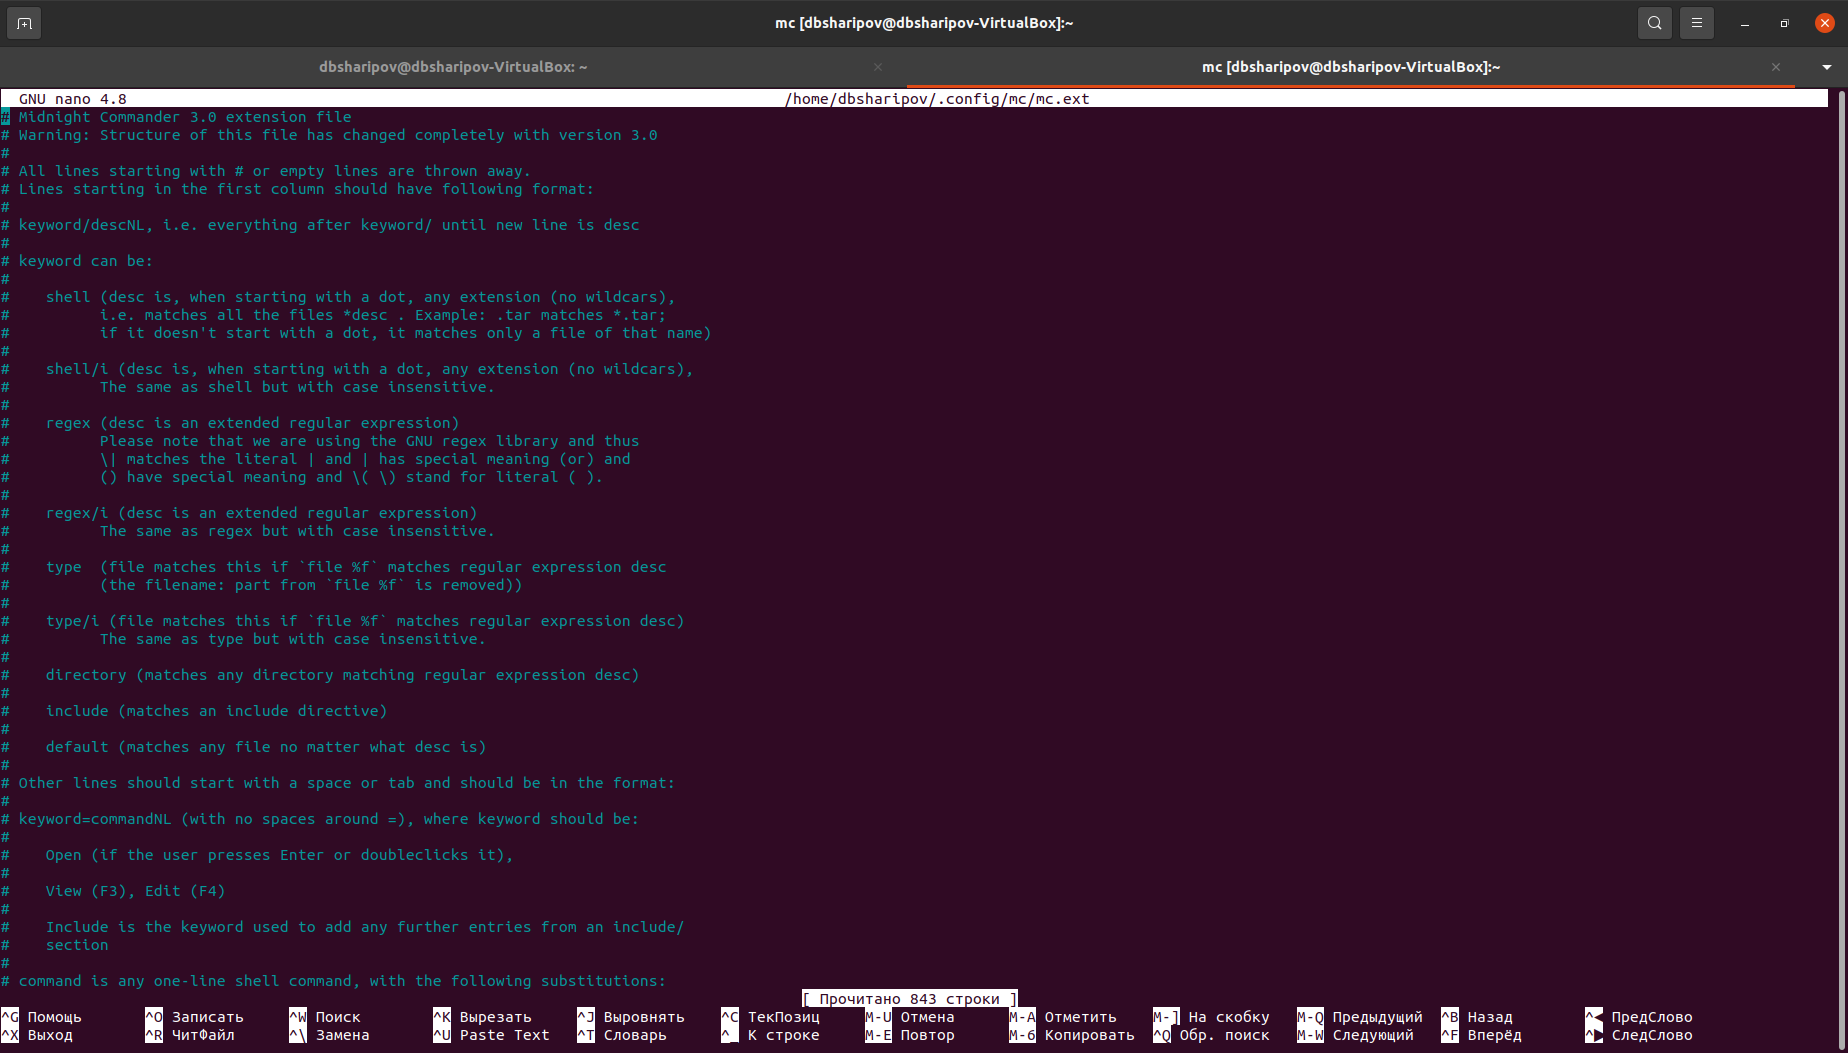 mc [dbsharipov@dbsharipov-VirtualBox]:~
dbsharipov@dbsharipov-VirtualBox: ~
mc [dbsharipov@dbsharipov-VirtualBox]:~
GNU nano 4.8 /home/dbsharipov/.config/mc/mc.ext
# Midnight Commander 3.0 extension file
# Warning: Structure of this file has changed completely with version 3.0
#
# All lines starting with # or empty lines are thrown away.
# Lines starting in the first column should have following format:
#
# keyword/descNL, i.e. everything after keyword/ until new line is desc
#
# keyword can be:
#
#    shell (desc is, when starting with a dot, any extension (no wildcars),
#          i.e. matches all the files *desc . Example: .tar matches *.tar;
#          if it doesn't start with a dot, it matches only a file of that name)
#
#    shell/i (desc is, when starting with a dot, any extension (no wildcars),
#          The same as shell but with case insensitive.
#
#    regex (desc is an extended regular expression)
#          Please note that we are using the GNU regex library and thus
#          \| matches the literal | and | has special meaning (or) and
#          () have special meaning and \( \) stand for literal ( ).
#
#    regex/i (desc is an extended regular expression)
#          The same as regex but with case insensitive.
#
#    type  (file matches this if `file %f` matches regular expression desc
#          (the filename: part from `file %f` is removed))
#
#    type/i (file matches this if `file %f` matches regular expression desc)
#          The same as type but with case insensitive.
#
#    directory (matches any directory matching regular expression desc)
#
#    include (matches an include directive)
#
#    default (matches any file no matter what desc is)
#
# Other lines should start with a space or tab and should be in the format:
#
# keyword=commandNL (with no spaces around =), where keyword should be:
#
#    Open (if the user presses Enter or doubleclicks it),
#
#    View (F3), Edit (F4)
#
#    Include is the keyword used to add any further entries from an include/
#    section
#
# command is any one-line shell command, with the following substitutions:
[ Прочитано 843 строки ]
^G Помощь ^O Записать ^W Поиск ^K Вырезать ^J Выровнять ^C ТекПозиц M-U Отмена M-A Отметить M-] На скобку M-Q Предыдущий ^B Назад ^◀ ПредСлово
^X Выход ^R ЧитФайл ^\ Замена ^U Paste Text ^T Словарь ^_ К строке M-E Повтор M-6 Копировать ^Q Обр. поиск M-W Следующий ^F Вперёд ^▶ СледСлово